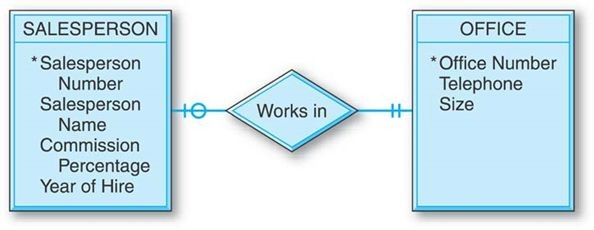 SALESPERSON
*Salesperson
Number
Salesperson
Name
Commission
Percentage
Year of Hire
Works in
OFFICE
*Office Number
Telephone
Size